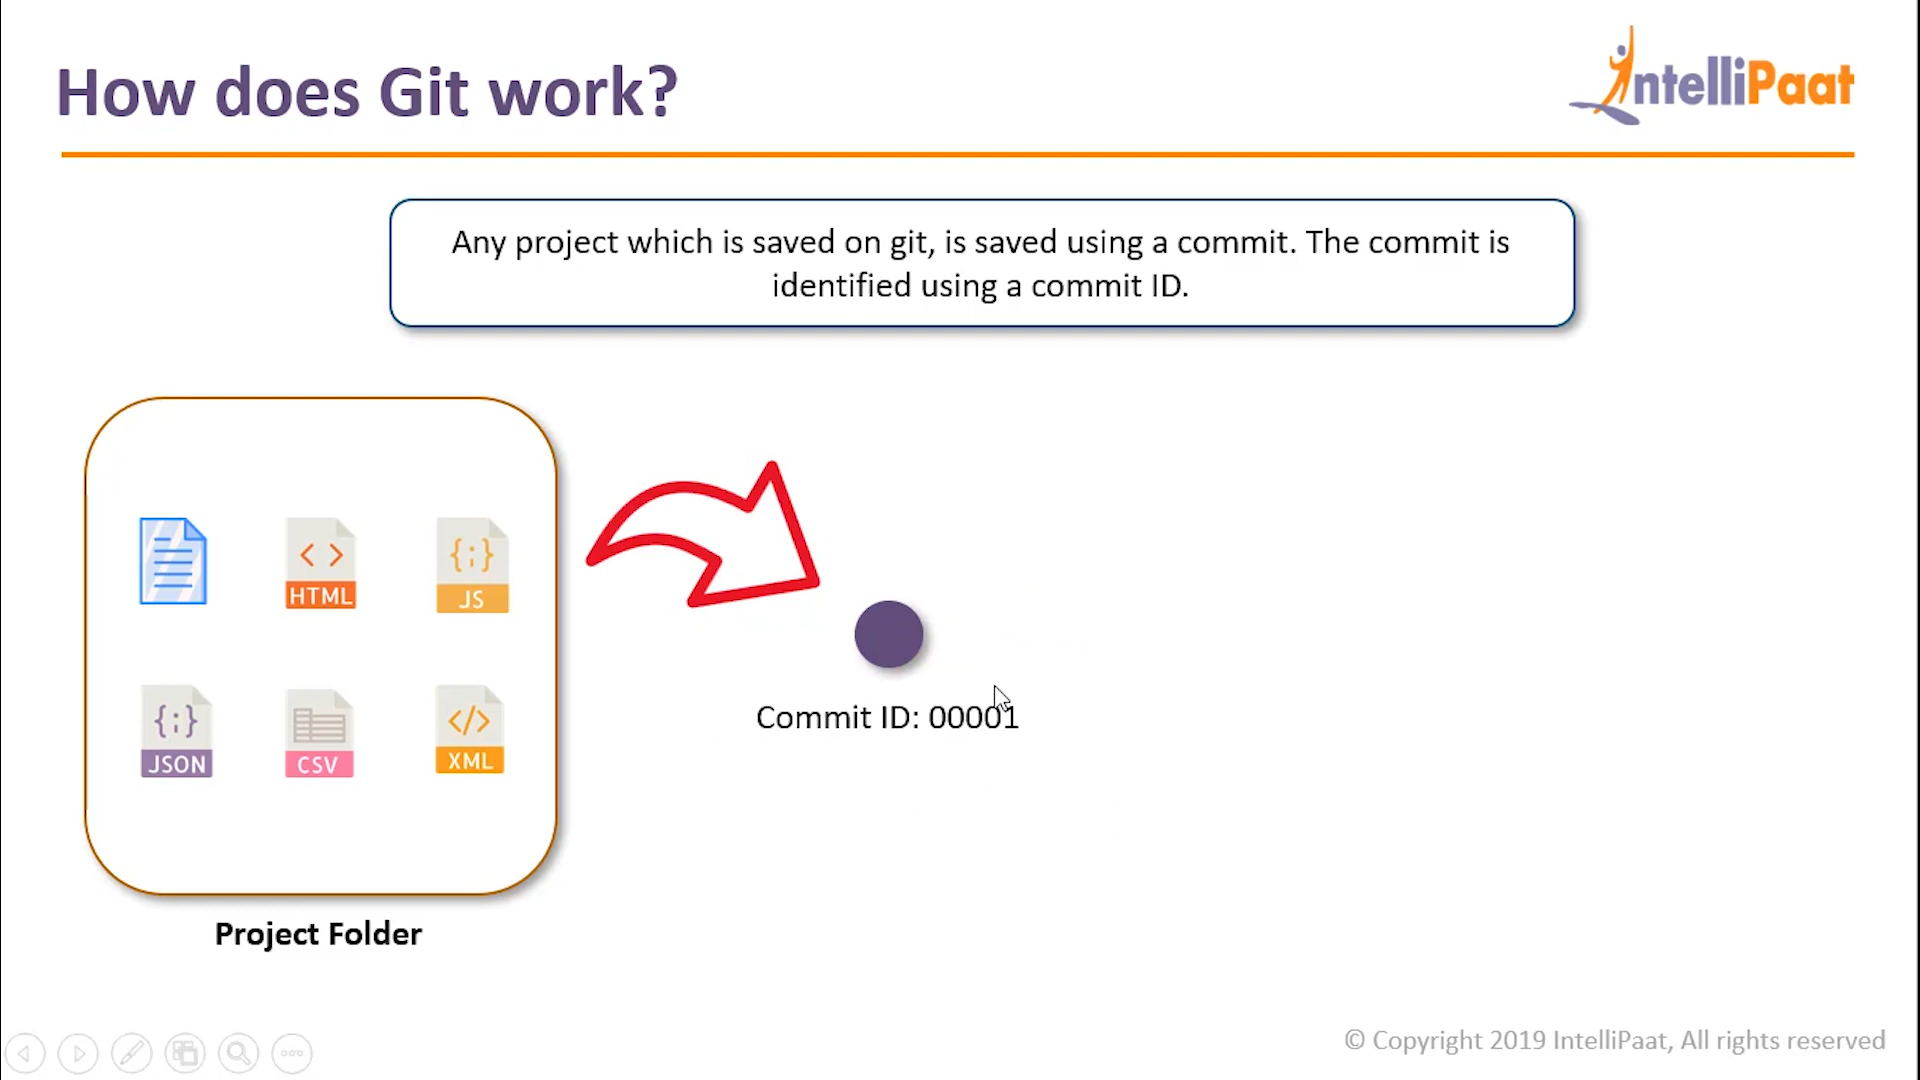 How does Git work?
IntelliPaat
Any project which is saved on git, is saved using a commit. The commit is
identified using a commit ID.
< > {;}
HTML JS
{;} </>
JSON CSV XML
Commit ID: 00001
Project Folder
© Copyright 2019 IntelliPaat, All rights reserved